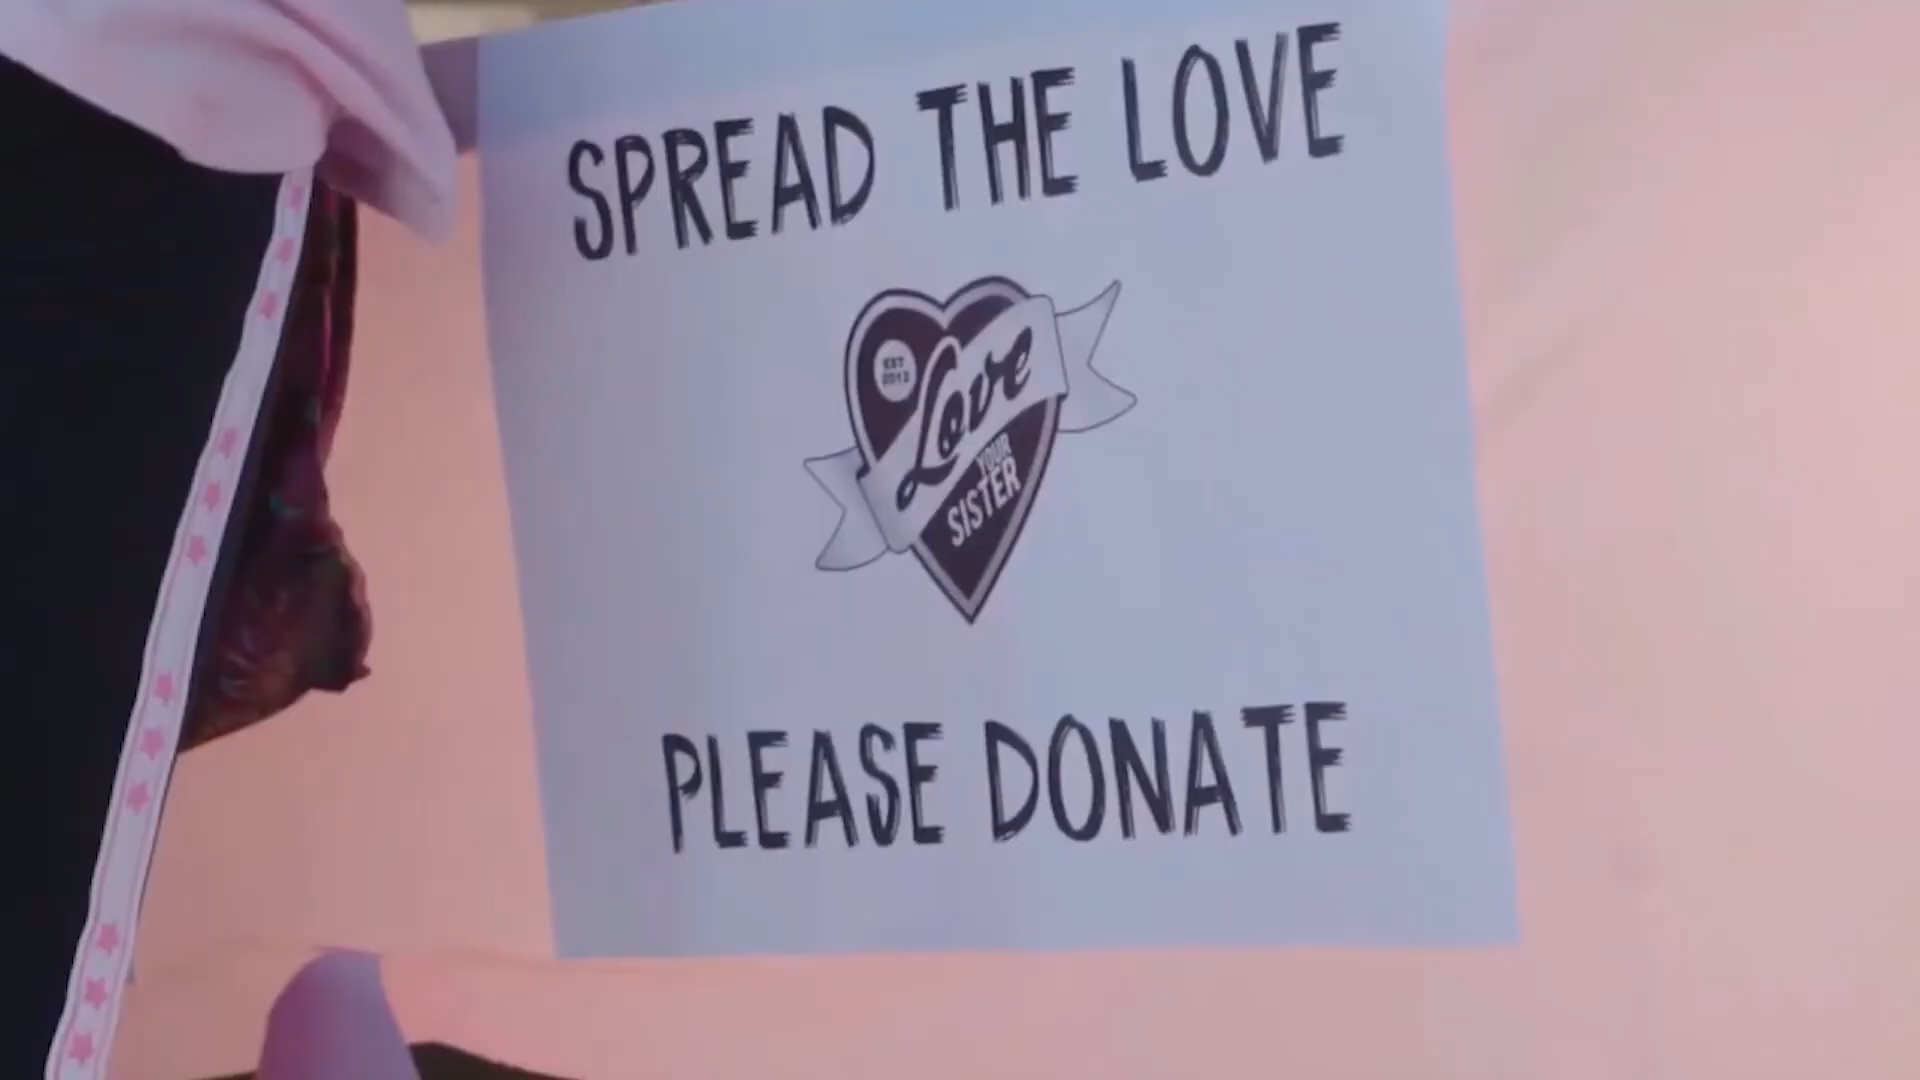 SPREAD THE LOVE
EST
2012
Love
YOUR
SISTER
PLEASE DONATE